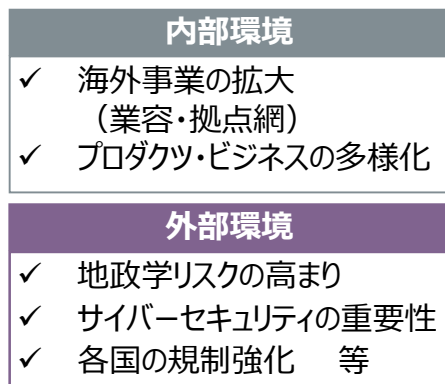 内部環境
✓ 海外事業の拡大
（業容・拠点網）
✓ プロダクツ・ビジネスの多様化
外部環境
✓ 地政学リスクの高まり
✓ サイバーセキュリティの重要性
✓ 各国の規制強化 等